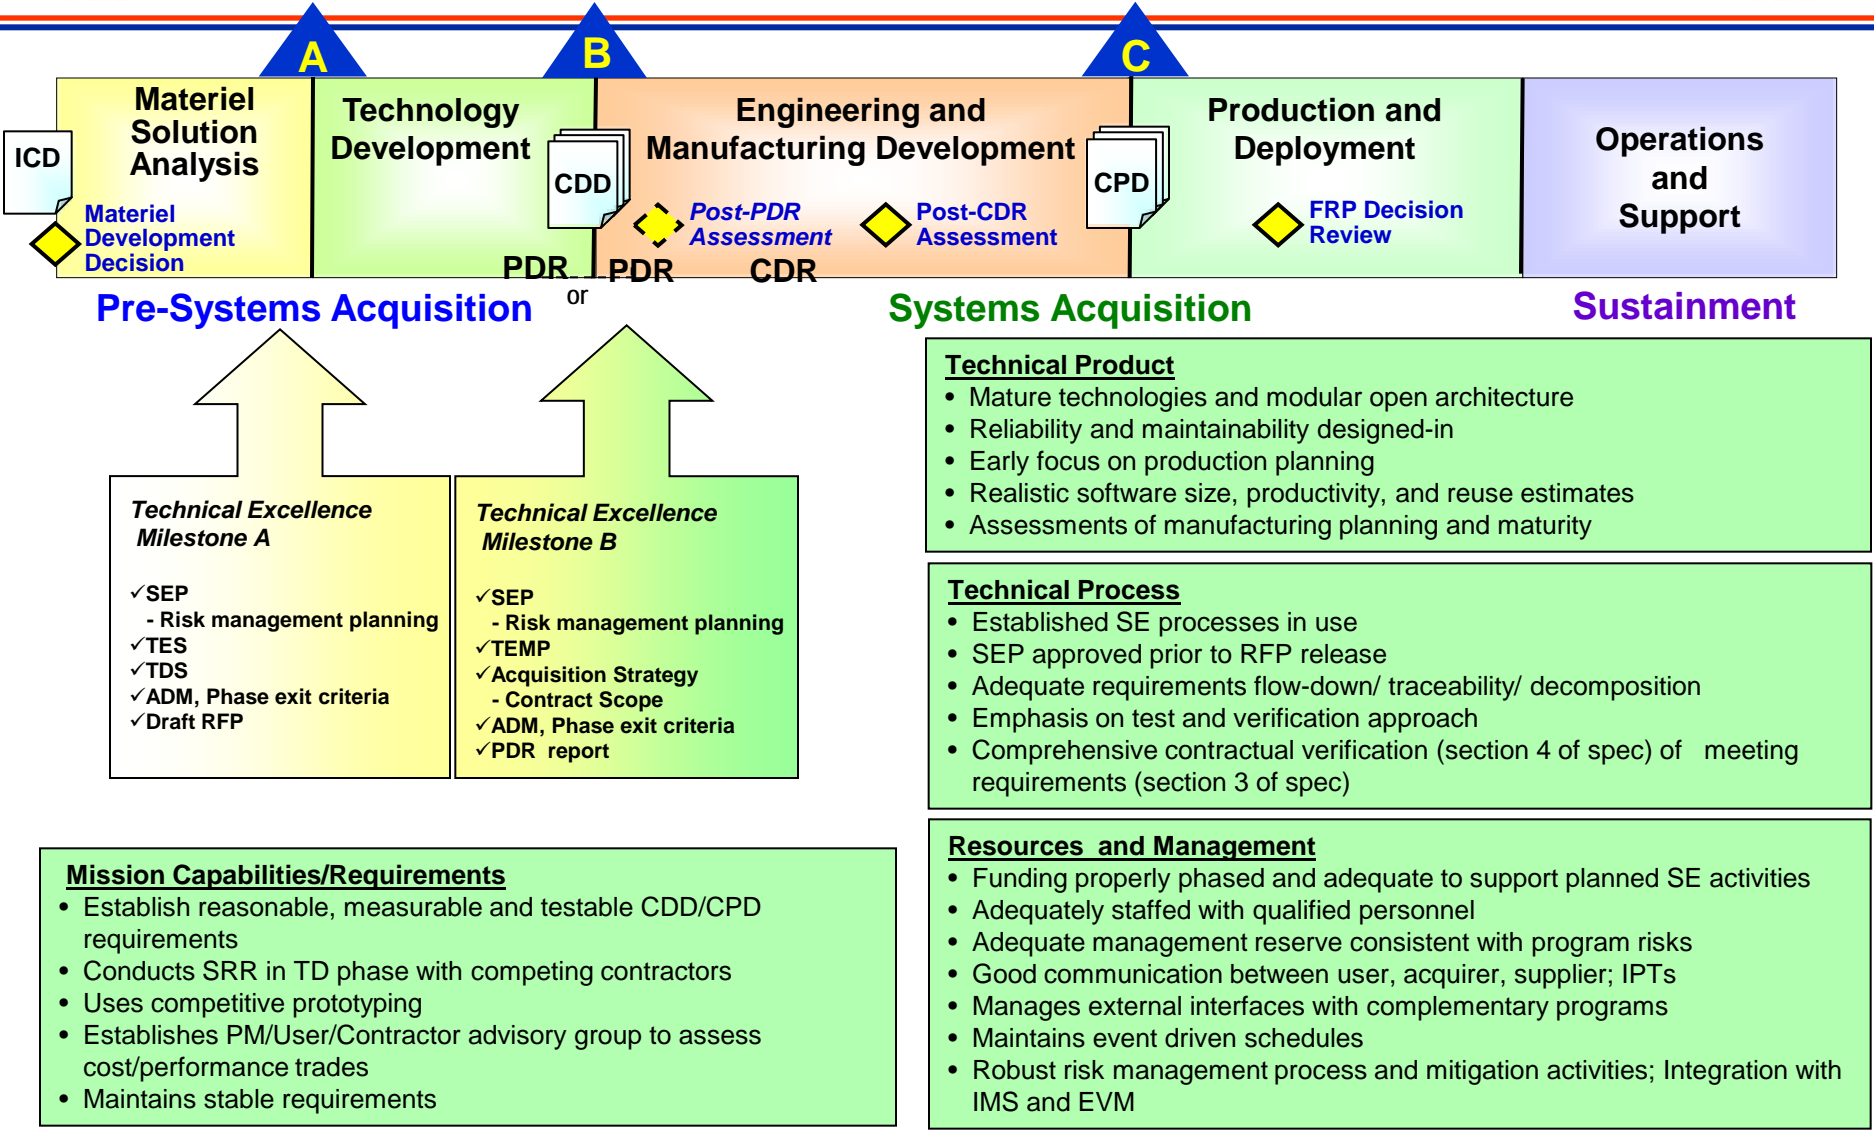 A
B
C
Materiel
Solution
Analysis
Technology
Development
Engineering and
Manufacturing Development
Production and
Deployment
Operations
and
Support
ICD
CDD
CPD
Materiel
Development
Decision
Post-PDR
Assessment
Post-CDR
Assessment
FRP Decision
Review
PDR
or
PDR
CDR
Pre-Systems Acquisition
Systems Acquisition
Sustainment
Technical Excellence
Milestone A
✓SEP
- Risk management planning
✓TES
✓TDS
✓ADM, Phase exit criteria
✓Draft RFP
Technical Excellence
Milestone B
✓SEP
- Risk management planning
✓TEMP
✓Acquisition Strategy
- Contract Scope
✓ADM, Phase exit criteria
✓PDR report
Technical Product
• Mature technologies and modular open architecture
• Reliability and maintainability designed-in
• Early focus on production planning
• Realistic software size, productivity, and reuse estimates
• Assessments of manufacturing planning and maturity
Technical Process
• Established SE processes in use
• SEP approved prior to RFP release
• Adequate requirements flow-down/ traceability/ decomposition
• Emphasis on test and verification approach
• Comprehensive contractual verification (section 4 of spec) of meeting
requirements (section 3 of spec)
Mission Capabilities/Requirements
• Establish reasonable, measurable and testable CDD/CPD
requirements
• Conducts SRR in TD phase with competing contractors
• Uses competitive prototyping
• Establishes PM/User/Contractor advisory group to assess
cost/performance trades
• Maintains stable requirements
Resources and Management
• Funding properly phased and adequate to support planned SE activities
• Adequately staffed with qualified personnel
• Adequate management reserve consistent with program risks
• Good communication between user, acquirer, supplier; IPTs
• Manages external interfaces with complementary programs
• Maintains event driven schedules
• Robust risk management process and mitigation activities; Integration with
IMS and EVM